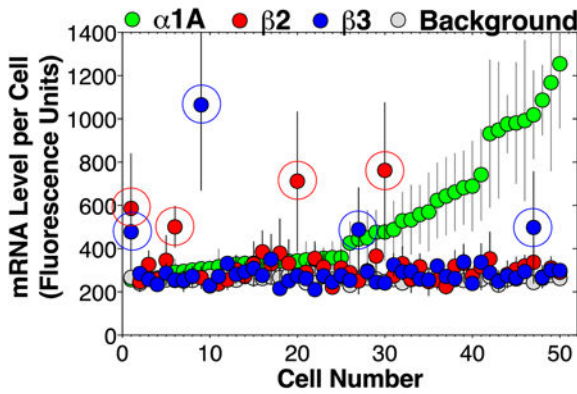 α1A β2 β3 Background
1400
1200
1000
800
600
400
200
0
mRNA Level per Cell
(Fluorescence Units)
0 10 20 30 40 50
Cell Number